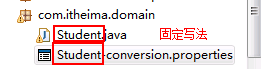 com.itheima.domain
Student.java 固定写法
Student-conversion.properties